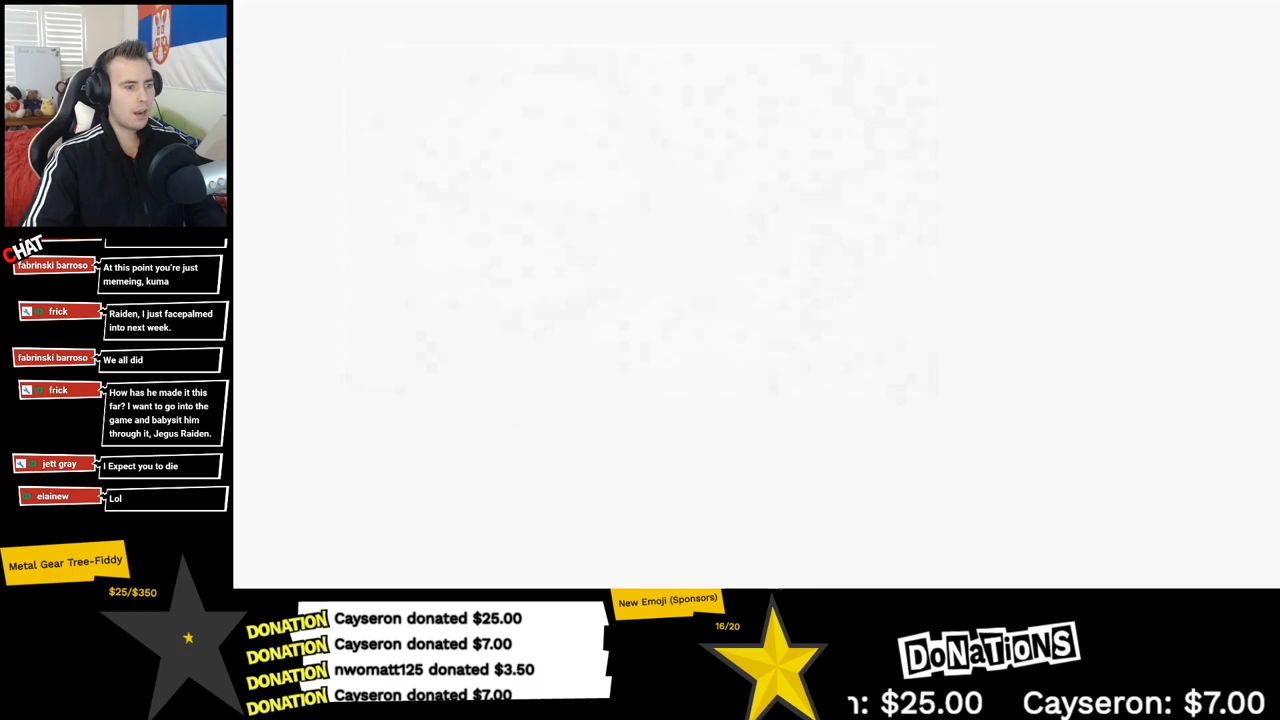 CHAT
fabrinski barroso
At this point you're just
memeing, kuma
frick
Raiden, I just facepalmed
into next week.
fabrinski barroso
We all did
frick
How has he made it this
far? I want to go into the
game and babysit him
through it, Jegus Raiden.
jett gray
I Expect you to die
elainew
Lol
Metal Gear Tree-Fiddy
$25/$350
DONATION Cayseron donated $25.00
DONATION Cayseron donated $7.00
DONATION nwomatt125 donated $3.50
DONATION Cayseron donated $7.00
New Emoji (Sponsors)
16/20
DoNaTiONS
: $25.00 Cayseron: $7.00